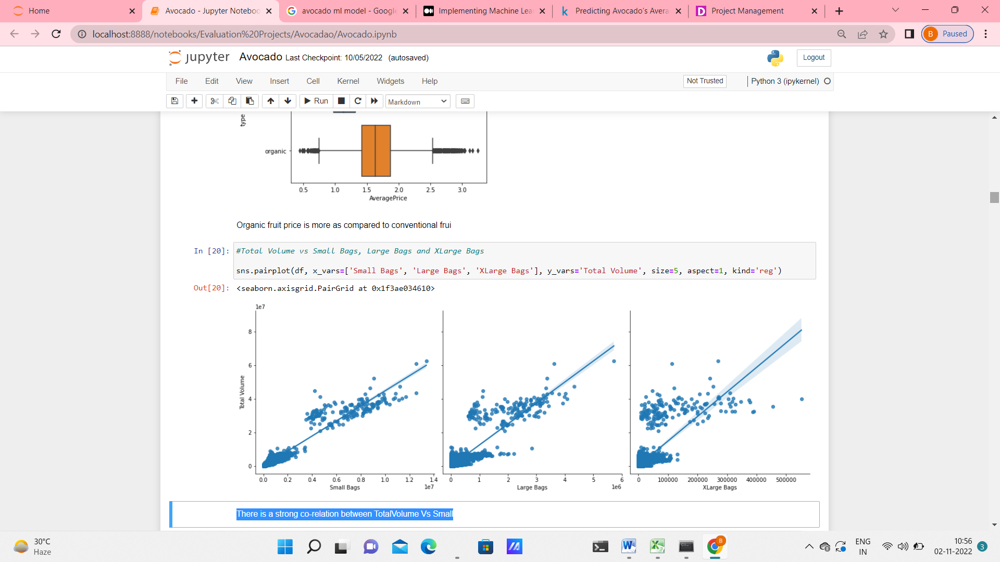 Home
Avocado - Jupyter Noteboo
avocado ml model - Google
Implementing Machine Lea
Predicting Avocado's Avera
Project Management
localhost:8888/notebooks/Evaluation%20Projects/Avocadao/Avocado.ipynb
B Paused
jupyter Avocado Last Checkpoint: 10/05/2022 (autosaved)
Logout
File Edit View Insert Cell Kernel Widgets Help
Not Trusted
Python 3 (ipykernel)
Run
Markdown
type
organic
0.5 1.0 1.5 2.0 2.5 3.0
AveragePrice
Organic fruit price is more as compared to conventional frui
In [20]: #Total Volume vs Small Bags, Large Bags and XLarge Bags
sns.pairplot(df, x_vars=['Small Bags', 'Large Bags', 'XLarge Bags'], y_vars='Total Volume', size=5, aspect=1, kind='reg')
Out[20]: <seaborn.axisgrid.PairGrid at 0x1f3ae034610>
1e7
8
6
4
2
0
Total Volume
0.0 0.2 0.4 0.6 0.8 1.0 1.2 1.4
Small Bags 1e7
0 1 2 3 4 5 6
Large Bags 1e6
0 100000 200000 300000 400000 500000
XLarge Bags
There is a strong co-relation between TotalVolume Vs Small
30°C
Haze
ENG
IN
10:56
02-11-2022
3